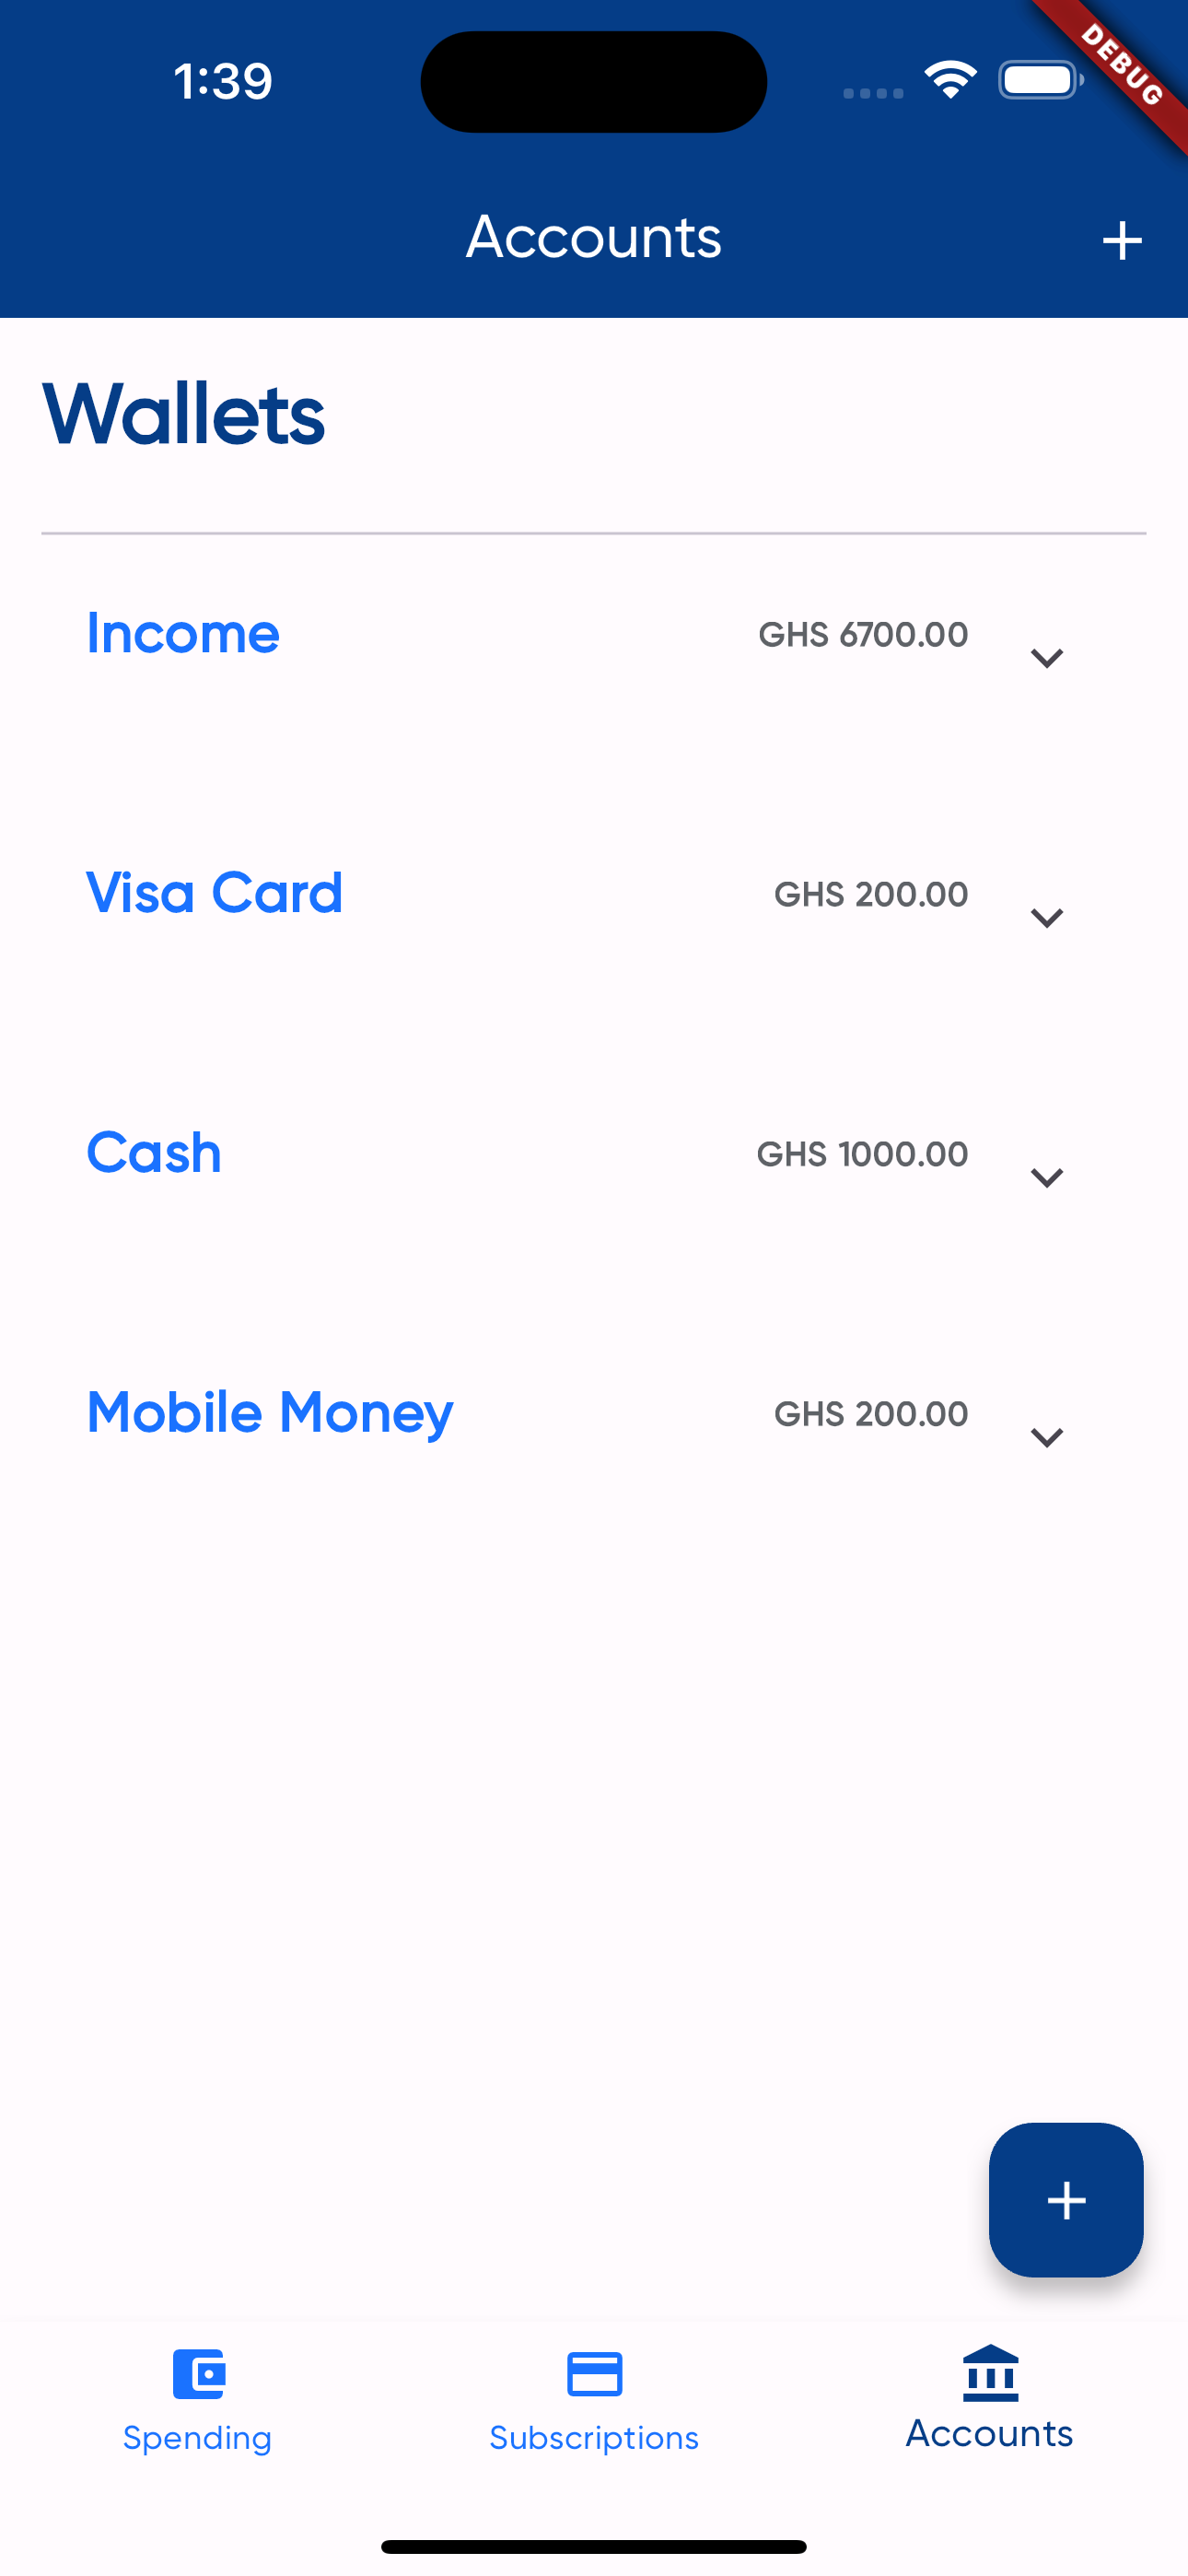 1:39
DEBUG
Accounts
Wallets
Income GHS 6700.00
Visa Card GHS 200.00
Cash GHS 1000.00
Mobile Money GHS 200.00
Spending Subscriptions Accounts